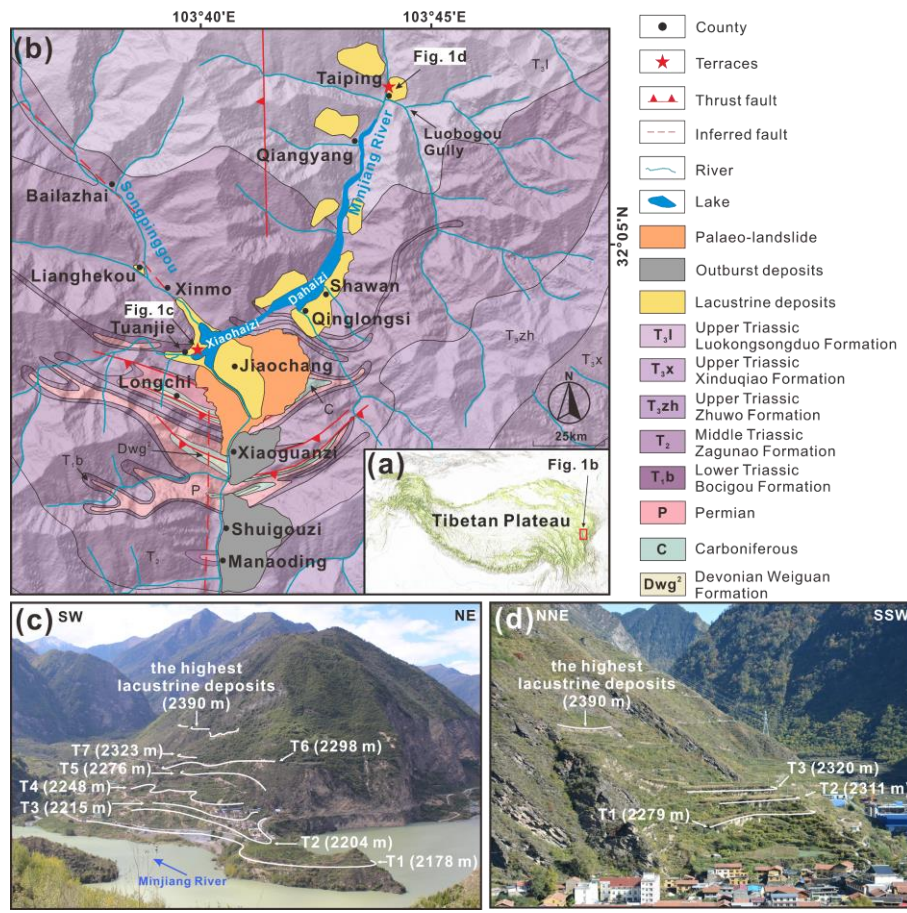 103°40'E
103°45'E
(b)
Fig. 1d
Taiping
T₃l
Luobogou
Gully
Qiangyang
Minjiang River
Songpinggou
Bailazhai
32°05'N
Lianghekou
Xinmo
Dahaizi
Shawan
Fig. 1c
Xiaohaizi
Qinglongsi
Tuanjie
T₃zh
T₃x
Jiaochang
Longchi
C
N
25km
Dwg²
Xiaoguanzi
T₁b
P
(a)
Fig. 1b
Tibetan Plateau
Shuigouzi
T₂
Manaoding
County
Terraces
Thrust fault
Inferred fault
River
Lake
Palaeo-landslide
Outburst deposits
Lacustrine deposits
T₃l Upper Triassic
Luokongsongduo Formation
T₃x Upper Triassic
Xinduqiao Formation
T₃zh Upper Triassic
Zhuwo Formation
T₂ Middle Triassic
Zagunao Formation
T₁b Lower Triassic
Bocigou Formation
P Permian
C Carboniferous
Dwg² Devonian Weiguan
Formation
(c) SW
NE
the highest
lacustrine deposits
(2390 m)
T7 (2323 m)
T6 (2298 m)
T5 (2276 m)
T4 (2248 m)
T3 (2215 m)
T2 (2204 m)
T1 (2178 m)
Minjiang River
(d) NNE
SSW
the highest
lacustrine deposits
(2390 m)
T3 (2320 m)
T2 (2311 m)
T1 (2279 m)